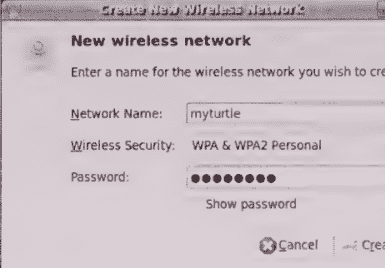 Create New Wireless Network
New wireless network
Enter a name for the wireless network you wish to cre
Network Name: myturtle
Wireless Security: WPA & WPA2 Personal
Password: ●●●●●●●●
Show password
Cancel Crea